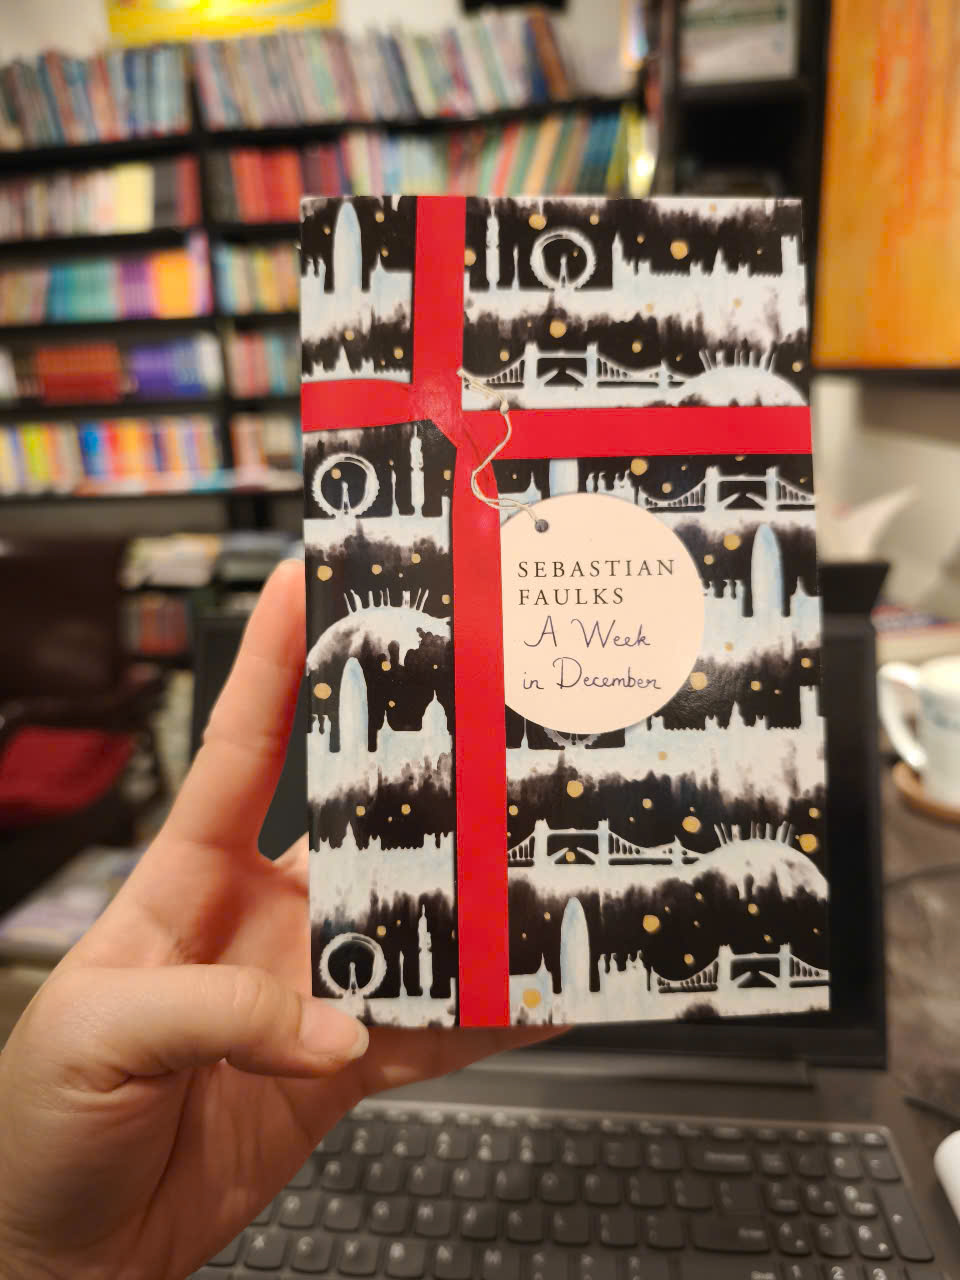 SEBASTIAN
FAULKS
A Week
in December